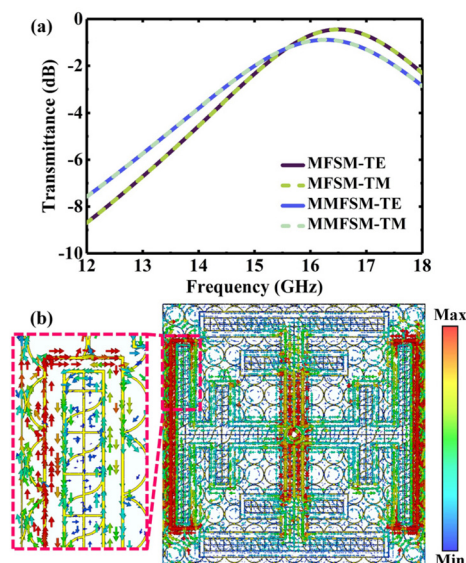 (a)
0
-2
-4
-6
-8
-10
Transmittance (dB)
MFSM-TE
MFSM-TM
MMFSM-TE
MMFSM-TM
12 13 14 15 16 17 18
Frequency (GHz)
(b)
Max
Min